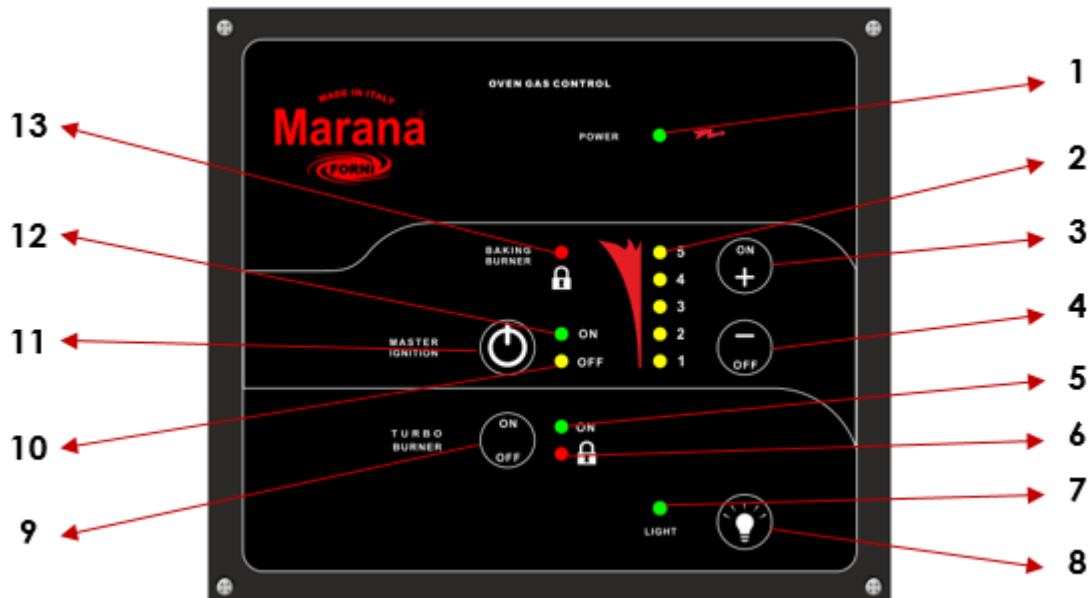 OVEN GAS CONTROL
MADE IN ITALY
Marana
FORNI
POWER
BAKING
BURNER
5
4
3
2
1
ON
+
−
OFF
MASTER
IGNITION
ON
OFF
TURBO
BURNER
ON
OFF
ON
LIGHT
1
2
3
4
5
6
7
8
9
10
11
12
13